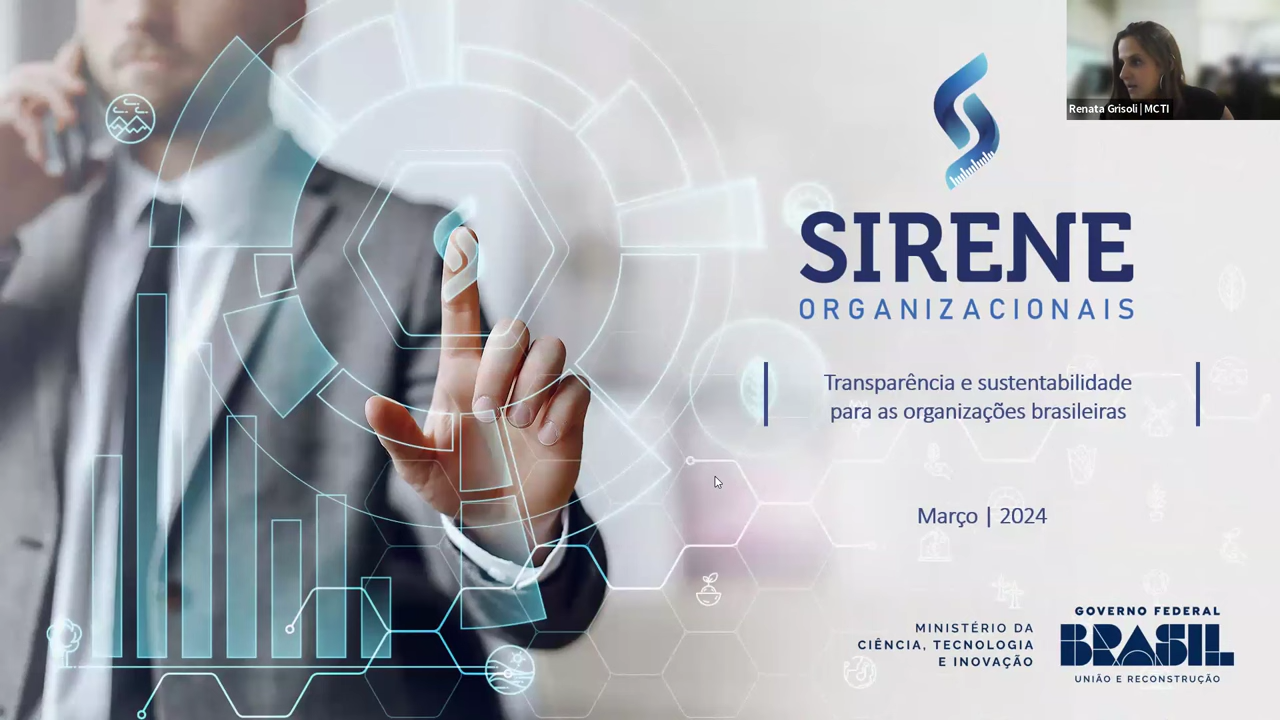 Renata Grisoli | MCTI
SIRENE
ORGANIZACIONAIS
Transparência e sustentabilidade
para as organizações brasileiras
Março | 2024
MINISTÉRIO DA
CIÊNCIA, TECNOLOGIA
E INOVAÇÃO
GOVERNO FEDERAL
BRASIL
UNIÃO E RECONSTRUÇÃO